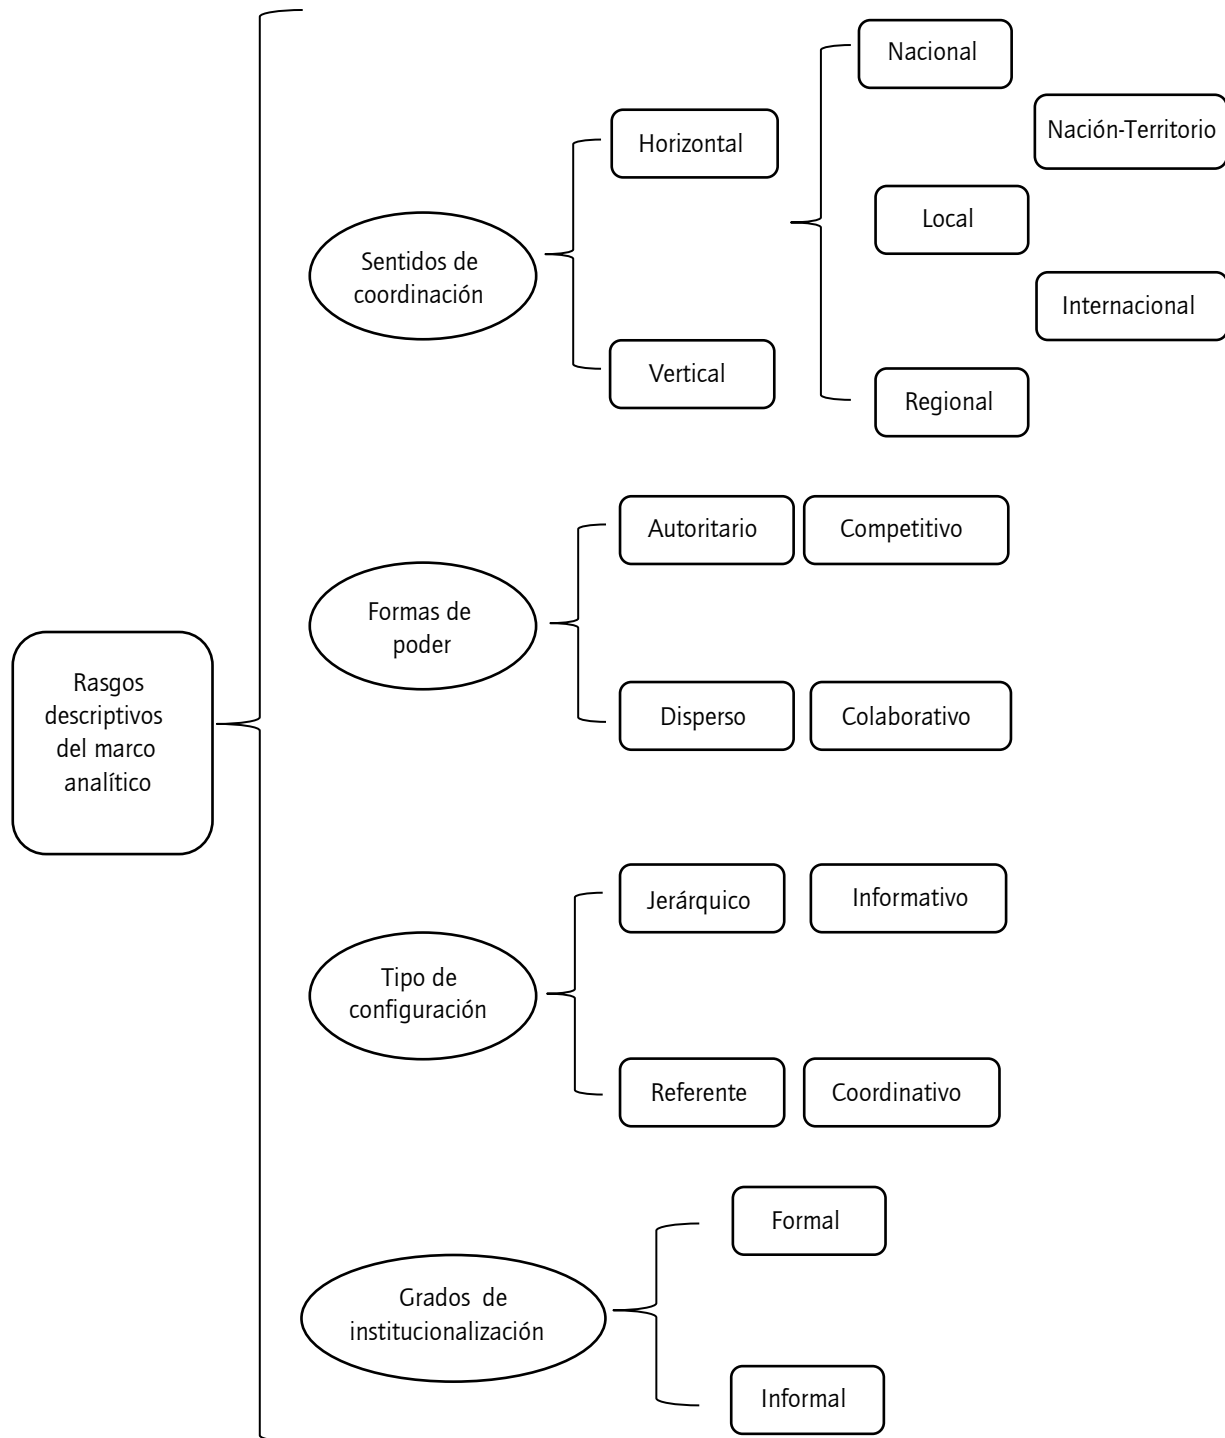 Rasgos
descriptivos
del marco
analítico
Sentidos de
coordinación
Horizontal
Vertical
Nacional
Nación-Territorio
Local
Internacional
Regional
Formas de
poder
Autoritario
Competitivo
Disperso
Colaborativo
Tipo de
configuración
Jerárquico
Informativo
Referente
Coordinativo
Grados de
institucionalización
Formal
Informal